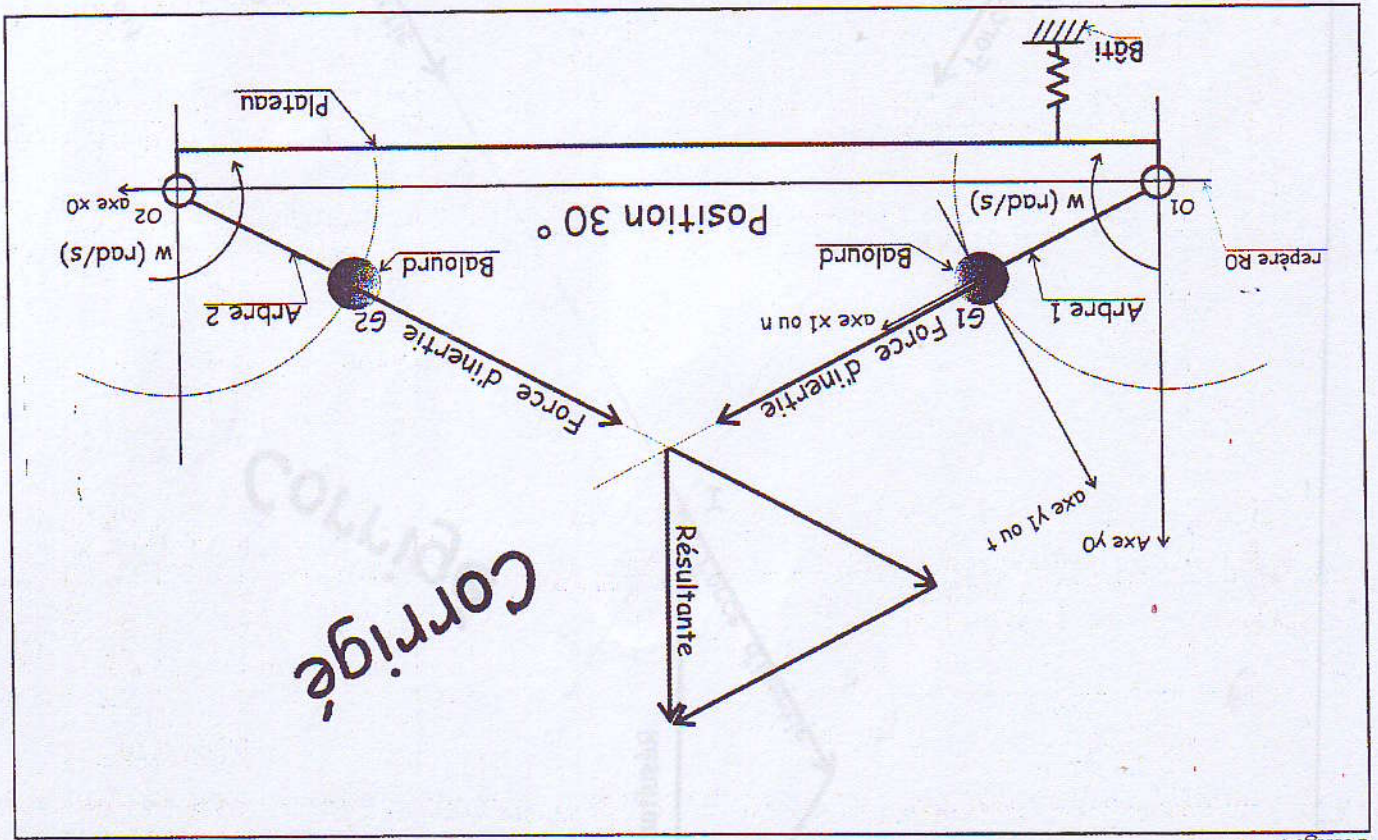 Corrigé
Résultante
Axe y0
axe y1 ou t
Force d'inertie
Force d'inertie
G1
axe x1 ou n
G2
Arbre 1
Balourd
Balourd
Arbre 2
repère R0
w (rad/s)
Position 30 °
w (rad/s)
O1
O2
axe x0
Plateau
Bâti